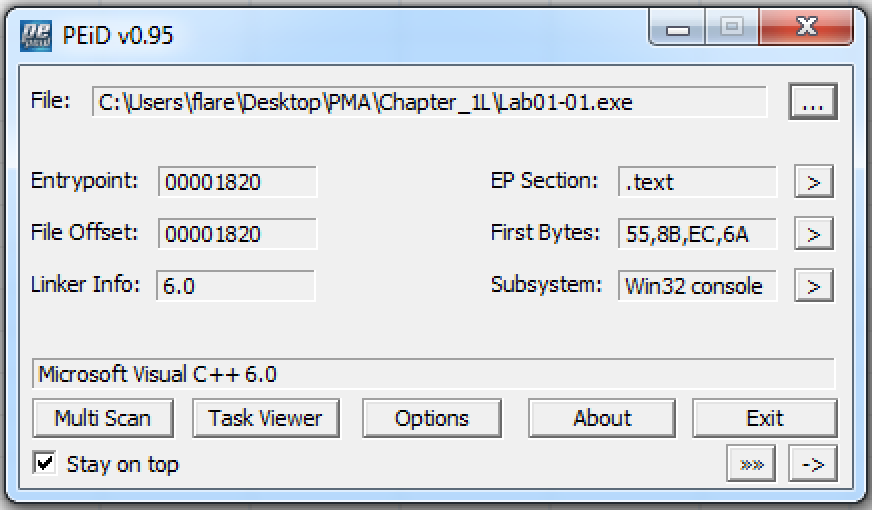 PEiD v0.95
File: C:\Users\flare\Desktop\PMA\Chapter_1L\Lab01-01.exe ...
Entrypoint: 00001820 EP Section: .text >
File Offset: 00001820 First Bytes: 55,8B,EC,6A >
Linker Info: 6.0 Subsystem: Win32 console >
Microsoft Visual C++ 6.0
Multi Scan Task Viewer Options About Exit
Stay on top »» ->